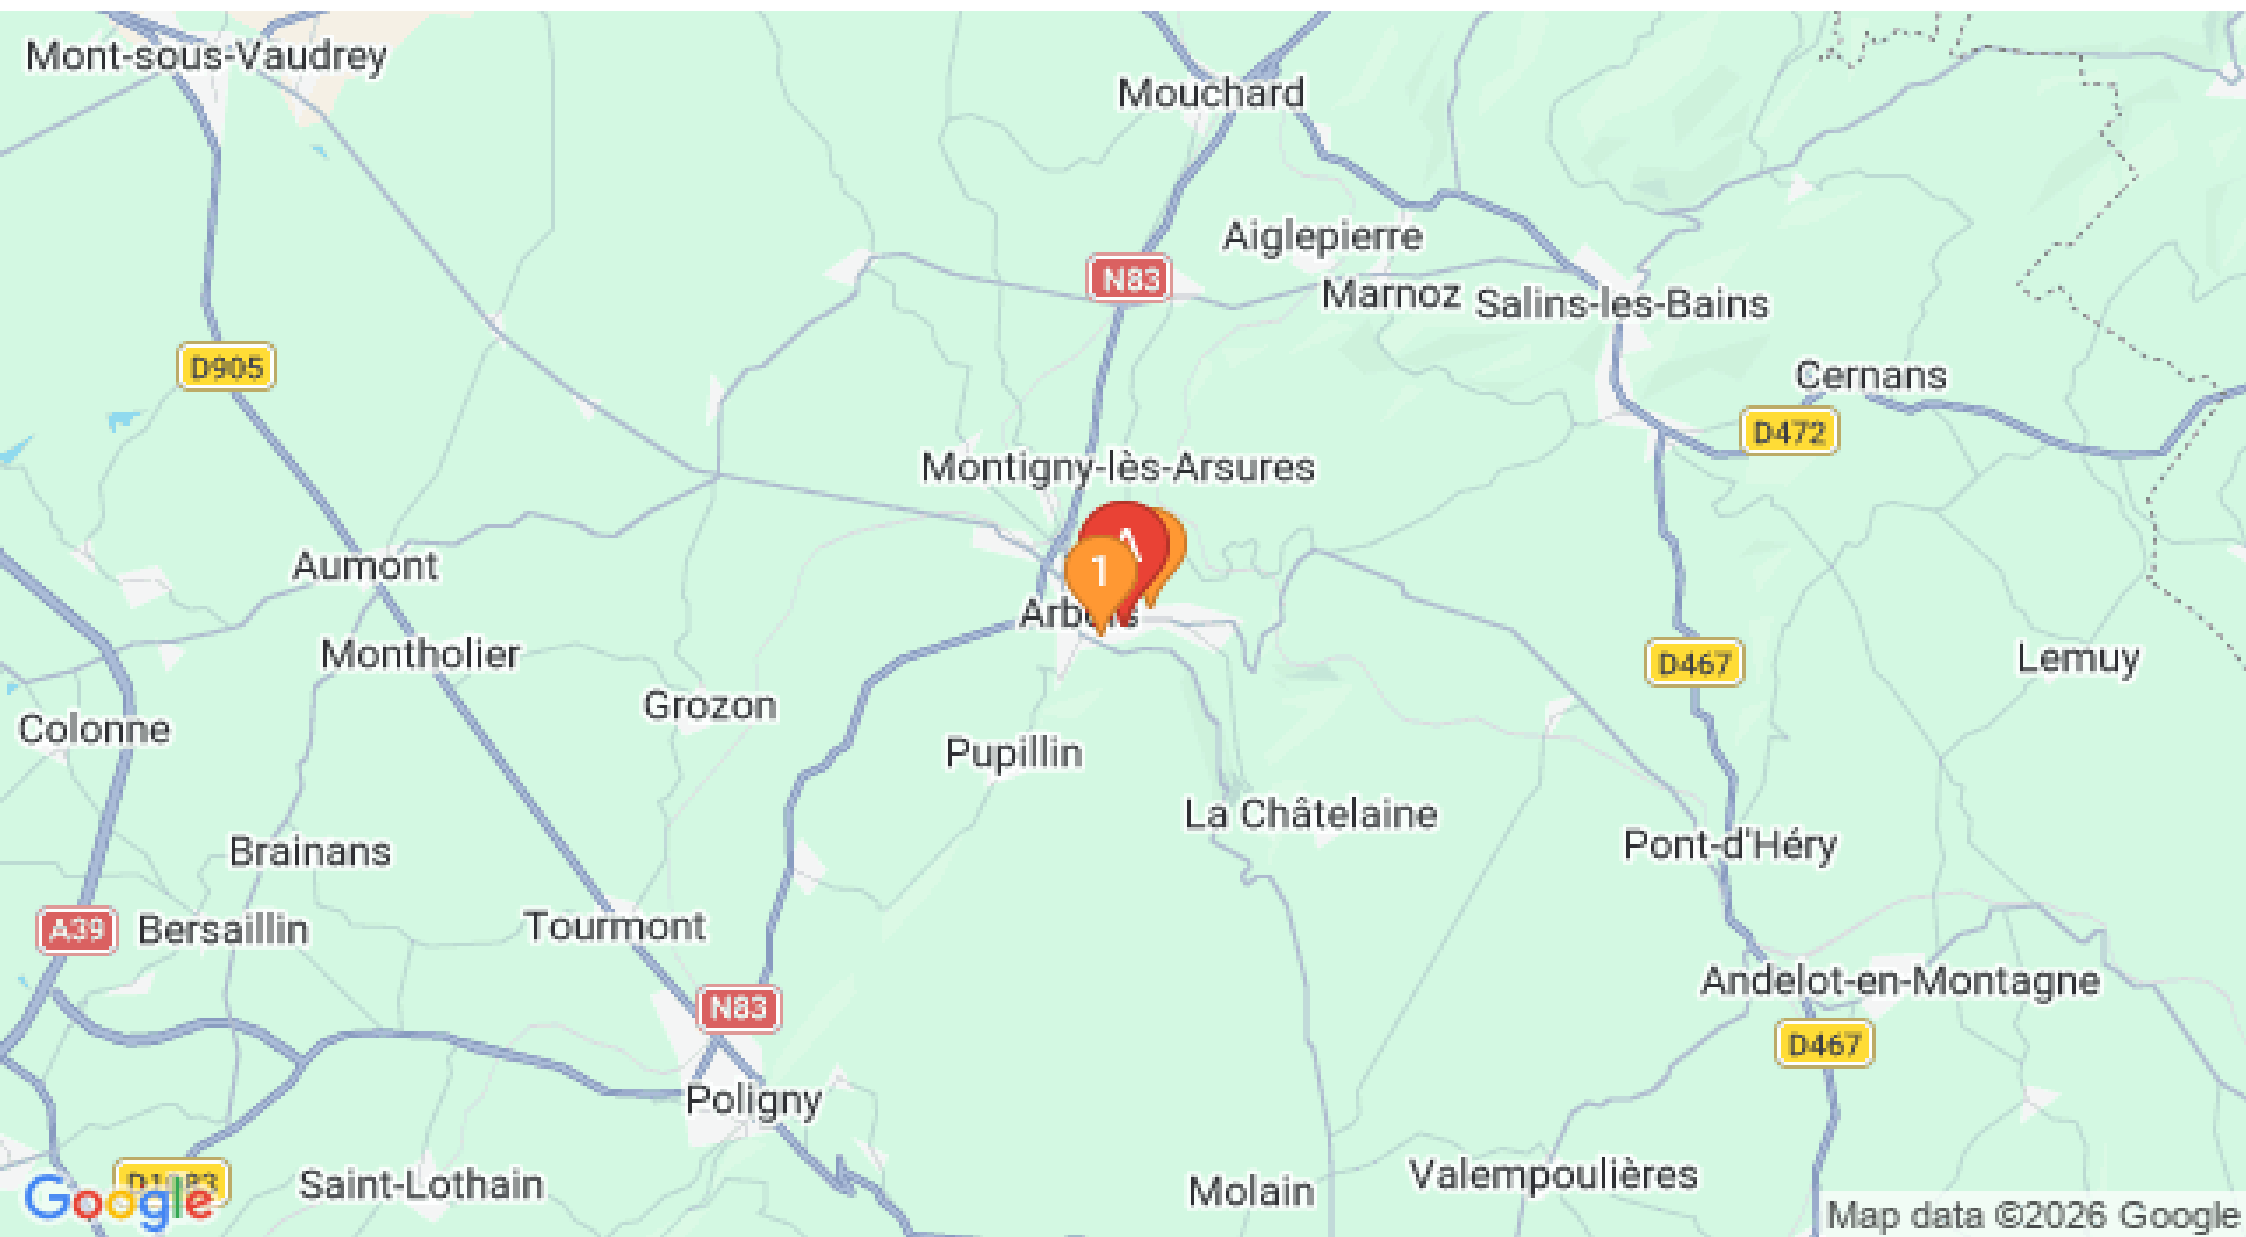 Mont-sous-Vaudrey
Mouchard
Aiglepierre
N83
Marnoz
Salins-les-Bains
D905
Cernans
D472
Montigny-lès-Arsures
A
1
Aumont
Montholier
D467
Lemuy
Grozon
Colonne
Pupillin
La Châtelaine
Pont-d'Héry
Brainans
A39
Bersaillin
Tourmont
Andelot-en-Montagne
N83
D467
Poligny
Saint-Lothain
Molain
Valempoulières
Google
Map data ©2026 Google